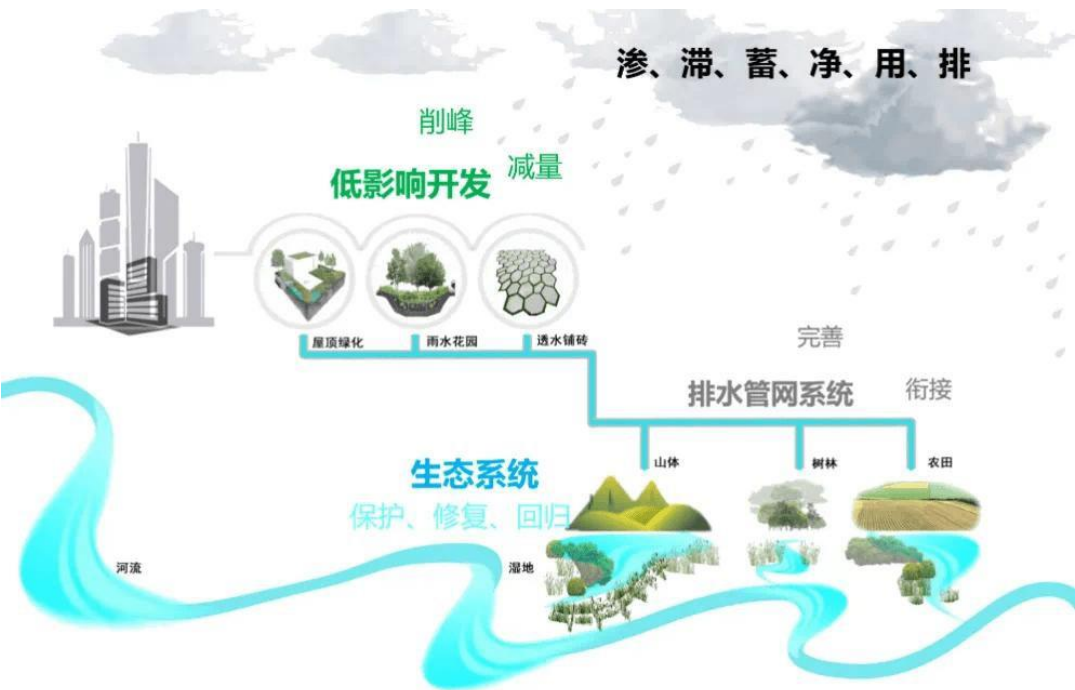 渗、滞、蓄、净、用、排
削峰
减量
低影响开发
屋顶绿化
雨水花园
透水铺砖
完善
排水管网系统
衔接
山体
树林
农田
生态系统
保护、修复、回归
河流
湿地